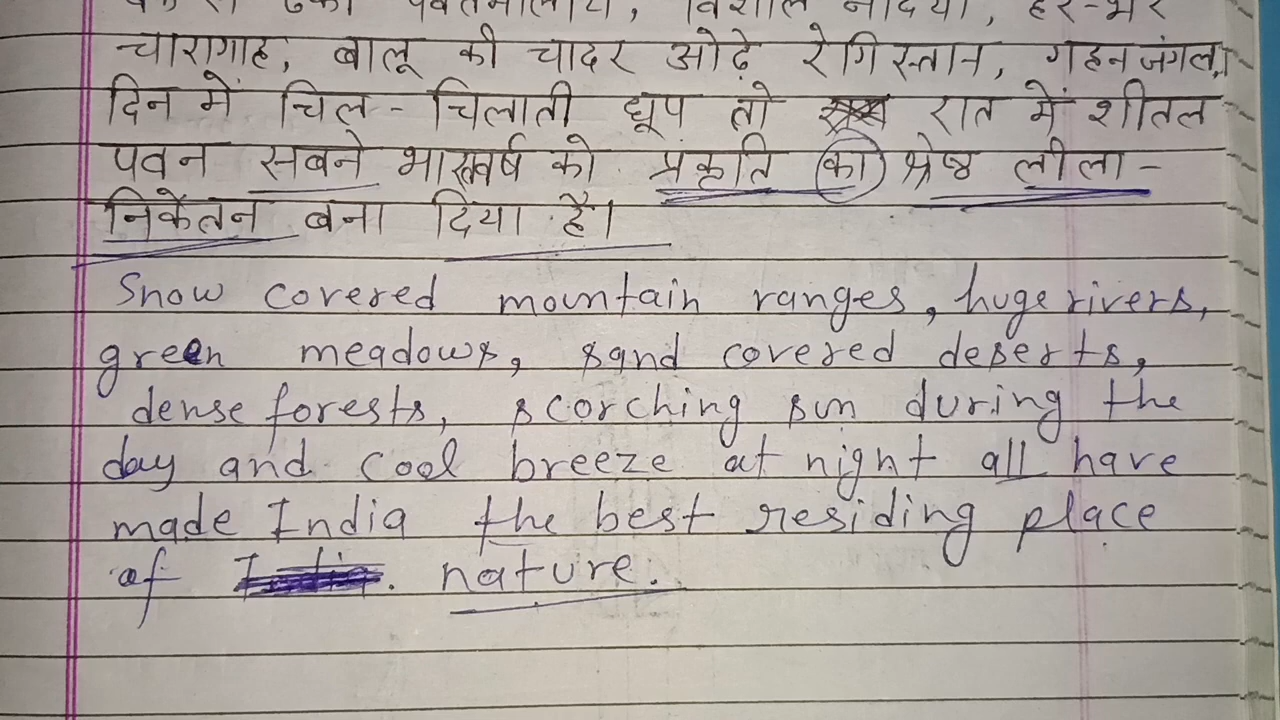 चारागाह, बालू की चादर ओढ़े रेगिस्तान, गहन जंगल,
दिन में चिल-चिलाती धूप तो रात में शीतल
पवन सबने भारतवर्ष को प्रकृति का श्रेष्ठ लीला-
निकेतन बना दिया है।
Snow covered mountain ranges, huge rivers,
green meadows, sand covered deserts,
dense forests, scorching sun during the
day and cool breeze at night all have
made India the best residing place
of nature.